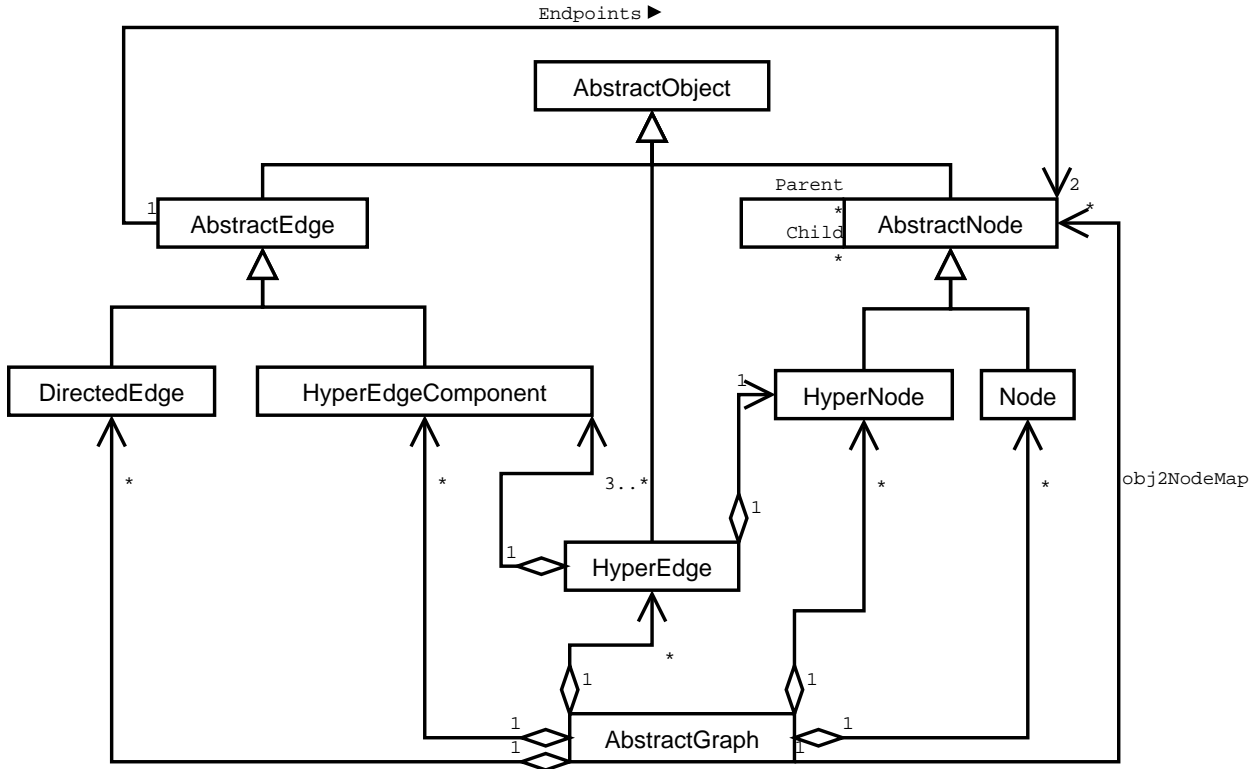 Endpoints ►
AbstractObject
Parent
2
1
AbstractEdge
*
AbstractNode
*
Child
*
DirectedEdge
HyperEdgeComponent
1
HyperNode
Node
*
*
3..*
*
*
obj2NodeMap
1
1
HyperEdge
*
1
1
1
1
1
AbstractGraph
1